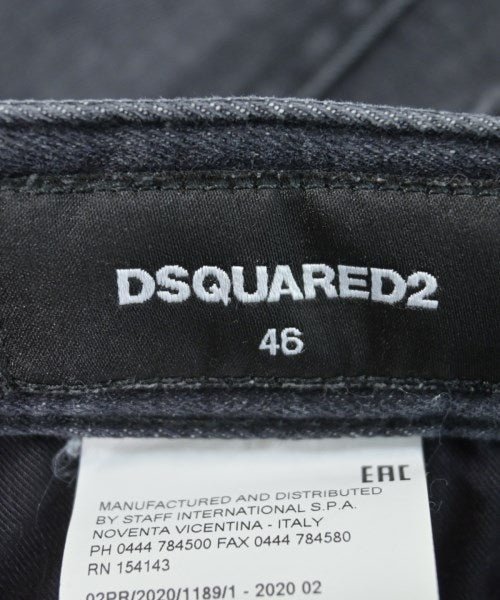 DSQUARED2
46
EAC
MANUFACTURED AND DISTRIBUTED
BY STAFF INTERNATIONAL S.P.A.
NOVENTA VICENTINA - ITALY
PH 0444 784500 FAX 0444 784580
RN 154143
02PR/2020/1189/1 - 2020 02